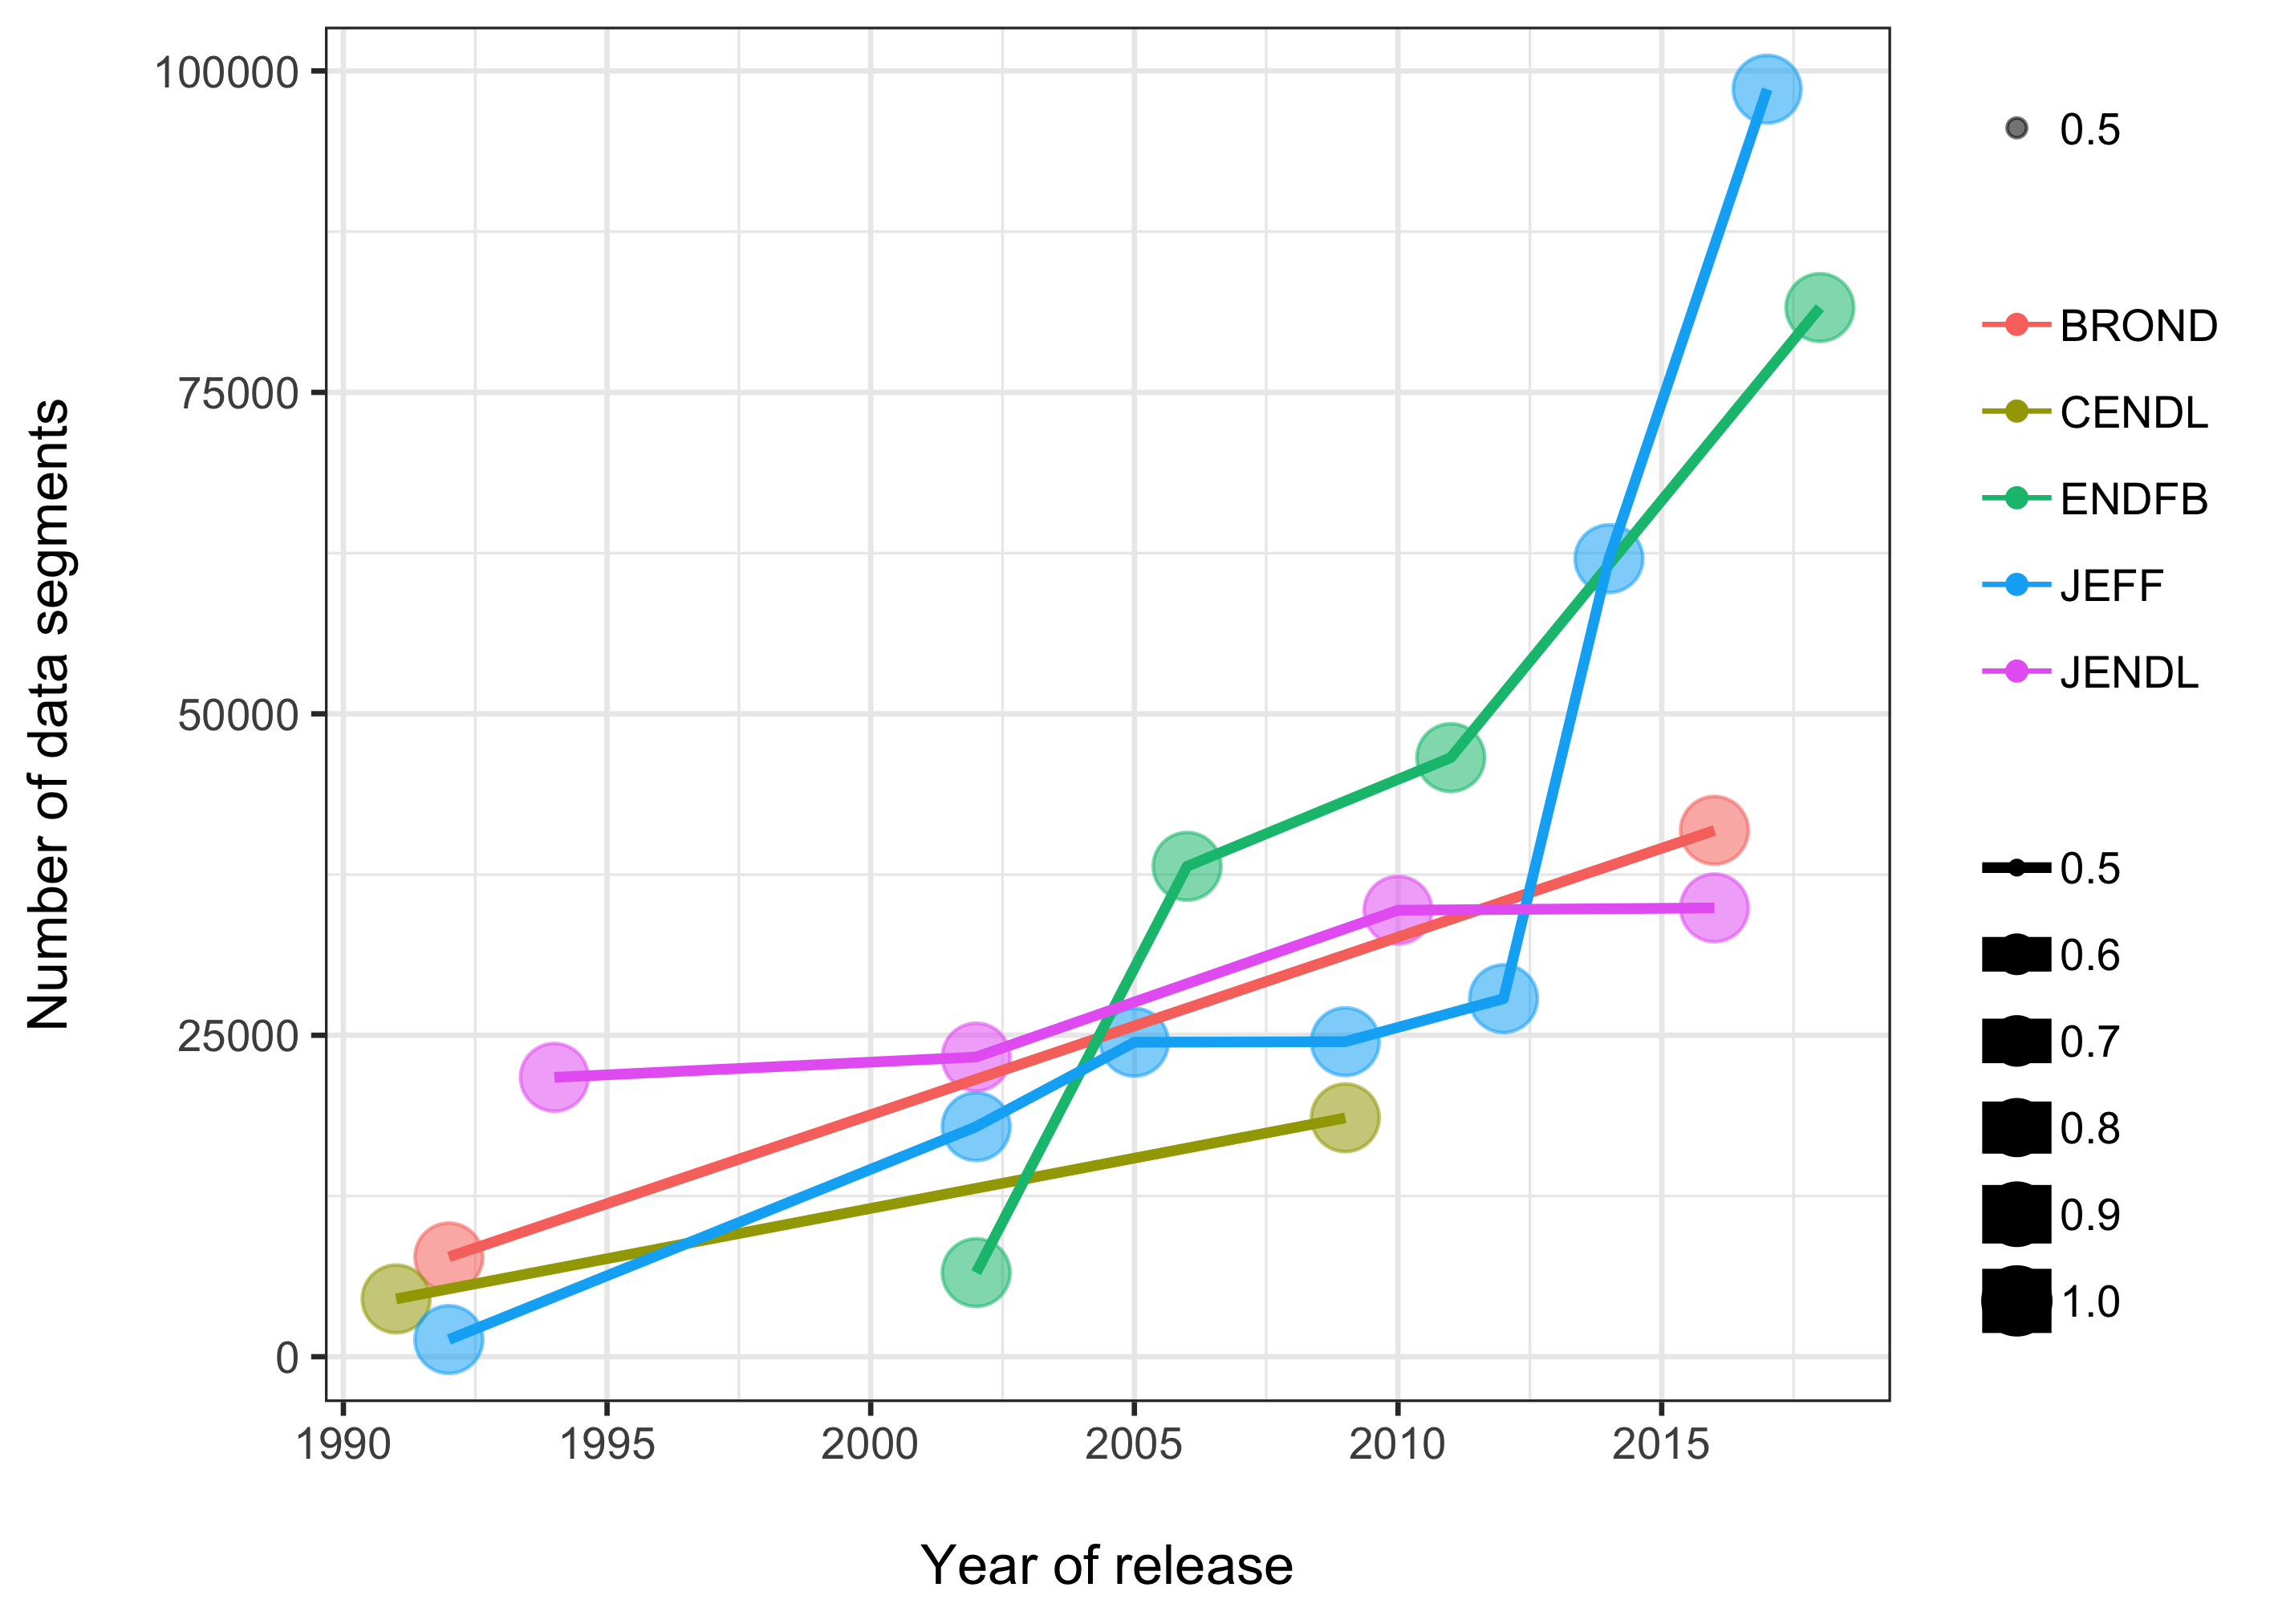 Number of data segments
100000
75000
50000
25000
0
1990 1995 2000 2005 2010 2015
Year of release
0.5
BROND
CENDL
ENDFB
JEFF
JENDL
0.5
0.6
0.7
0.8
0.9
1.0